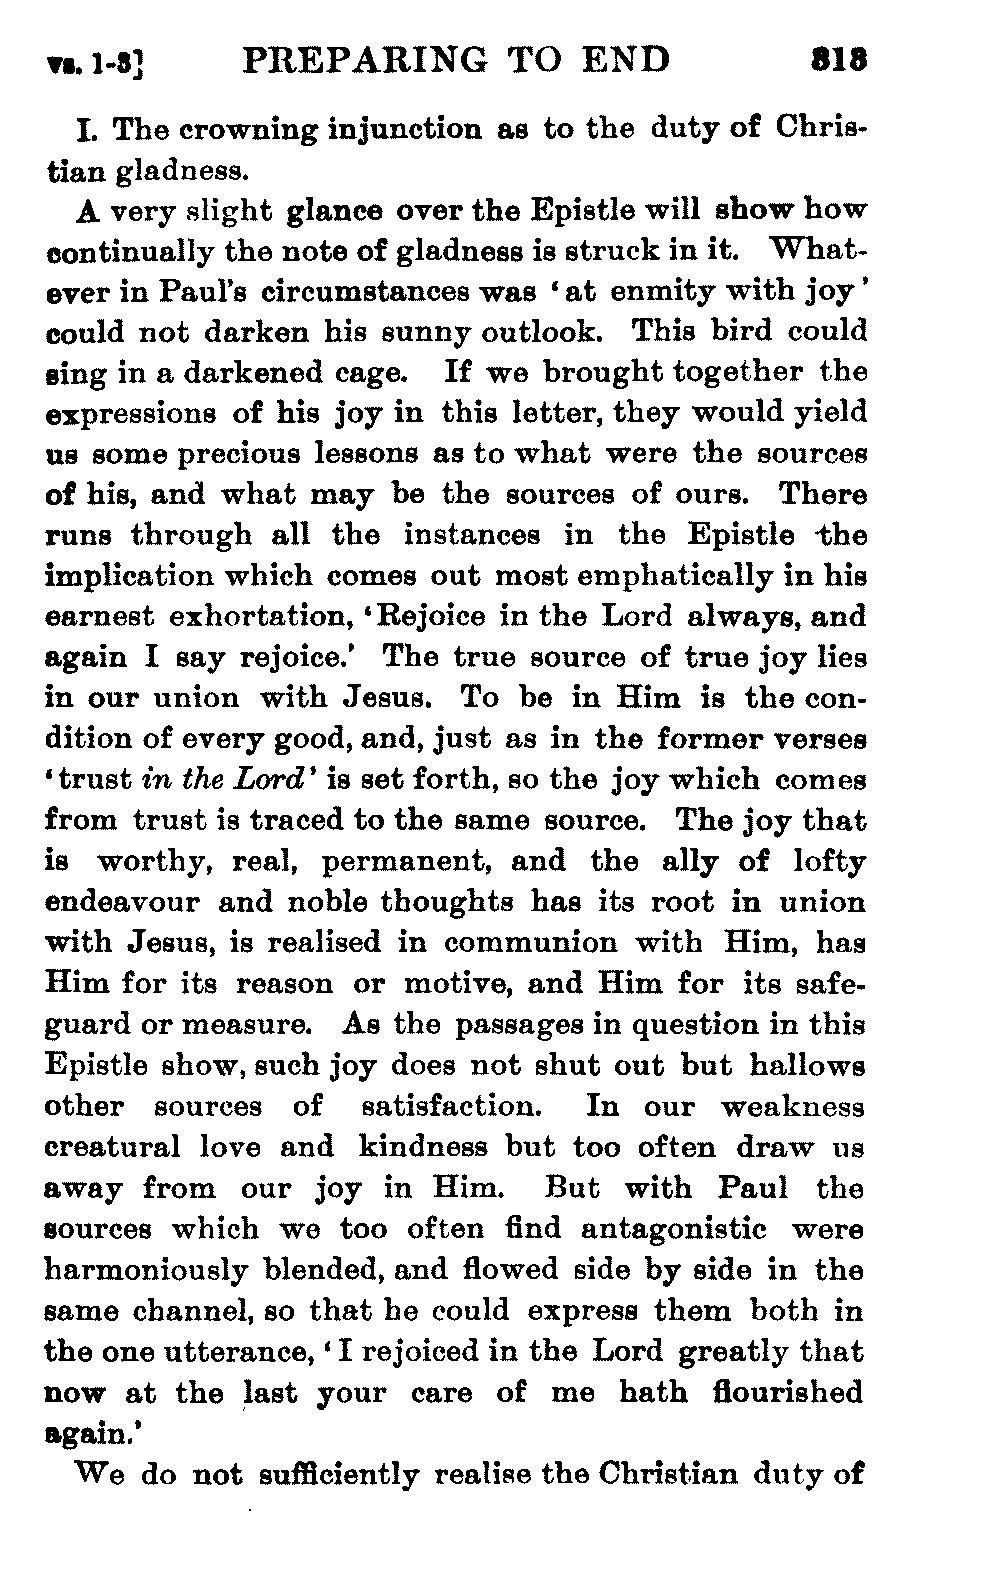 vs. 1-3] PREPARING TO END 313
I. The crowning injunction as to the duty of Chris-
tian gladness.
A very slight glance over the Epistle will show how
continually the note of gladness is struck in it. What-
ever in Paul's circumstances was ‘at enmity with joy’
could not darken his sunny outlook. This bird could
sing in a darkened cage. If we brought together the
expressions of his joy in this letter, they would yield
us some precious lessons as to what were the sources
of his, and what may be the sources of ours. There
runs through all the instances in the Epistle the
implication which comes out most emphatically in his
earnest exhortation, ‘Rejoice in the Lord always, and
again I say rejoice.’ The true source of true joy lies
in our union with Jesus. To be in Him is the con-
dition of every good, and, just as in the former verses
‘trust in the Lord’ is set forth, so the joy which comes
from trust is traced to the same source. The joy that
is worthy, real, permanent, and the ally of lofty
endeavour and noble thoughts has its root in union
with Jesus, is realised in communion with Him, has
Him for its reason or motive, and Him for its safe-
guard or measure. As the passages in question in this
Epistle show, such joy does not shut out but hallows
other sources of satisfaction. In our weakness
creatural love and kindness but too often draw us
away from our joy in Him. But with Paul the
sources which we too often find antagonistic were
harmoniously blended, and flowed side by side in the
same channel, so that he could express them both in
the one utterance, ‘I rejoiced in the Lord greatly that
now at the last your care of me hath flourished
again.’
We do not sufficiently realise the Christian duty of